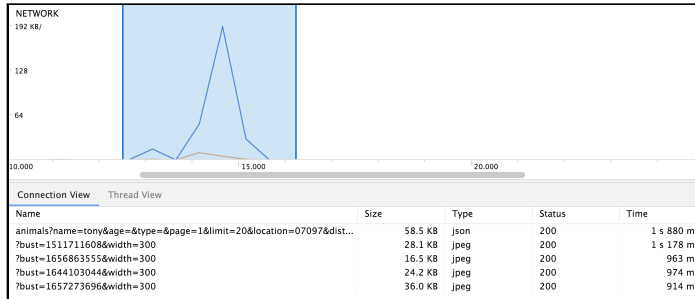 NETWORK
192 KB/
128
64
10.000 15.000 20.000
Connection View Thread View
Name Size Type Status Time
animals?name=tony&age=&type=&page=1&limit=20&location=07097&dist... 58.5 KB json 200 1 s 880 m
?bust=1511711608&width=300 28.1 KB jpeg 200 1 s 178 m
?bust=1656863555&width=300 16.5 KB jpeg 200 963 m
?bust=1644103044&width=300 24.2 KB jpeg 200 974 m
?bust=1657273696&width=300 36.0 KB jpeg 200 914 m